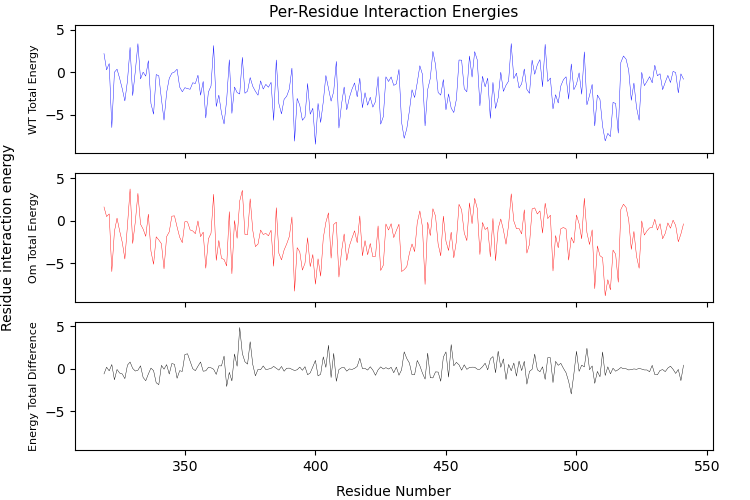 Per-Residue Interaction Energies
Residue interaction energy
WT Total Energy
5
0
−5
Om Total Energy
5
0
−5
Energy Total Difference
5
0
−5
350
400
450
500
550
Residue Number